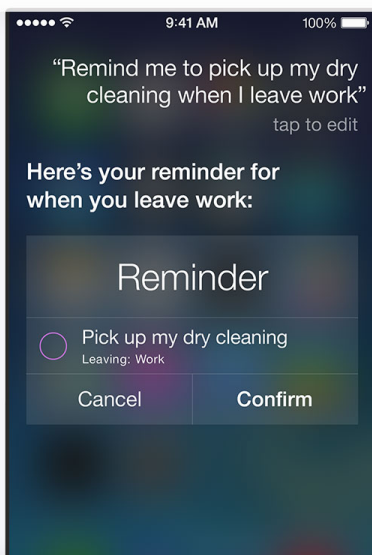 9:41 AM
100%
“Remind me to pick up my dry
cleaning when I leave work”
tap to edit
Here’s your reminder for
when you leave work:
Reminder
Pick up my dry cleaning
Leaving: Work
Cancel
Confirm